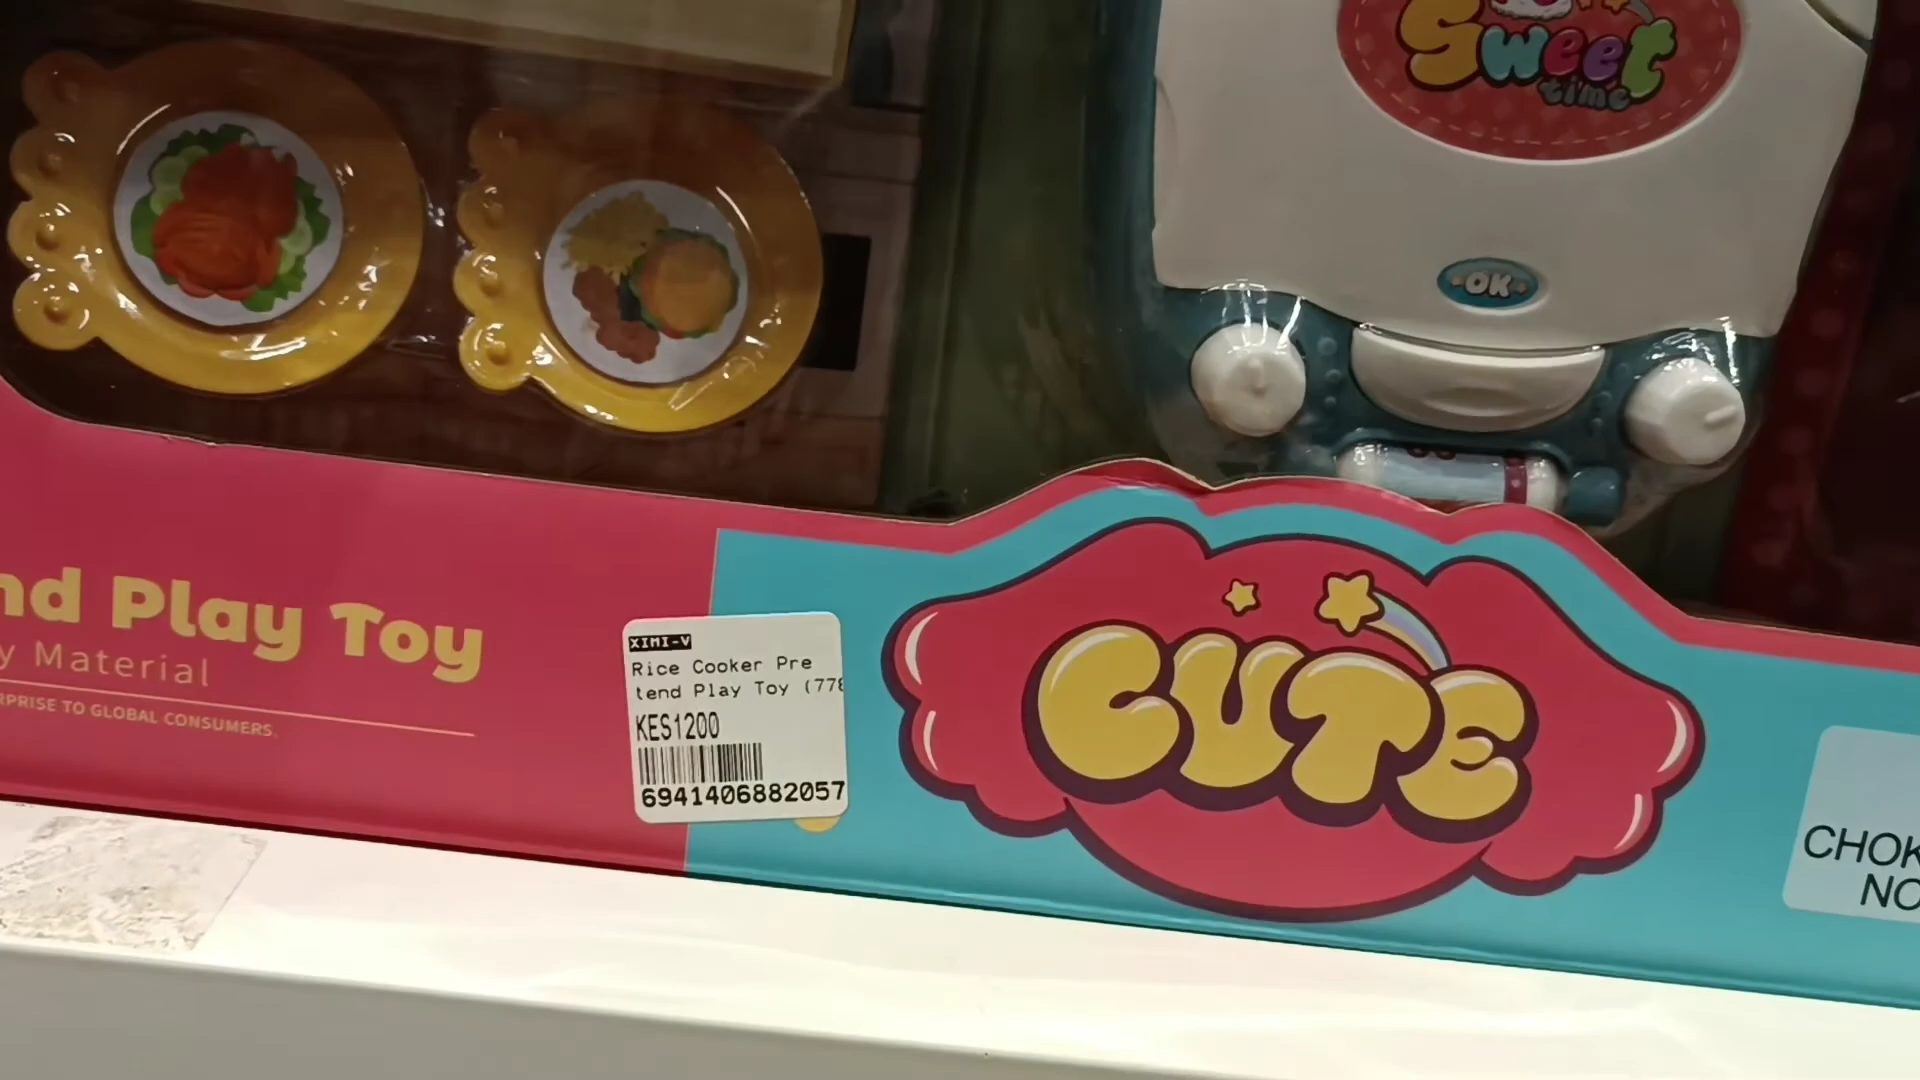 Sweet
time
OK
nd Play Toy
y Material
RPRISE TO GLOBAL CONSUMERS.
XIMI-V
Rice Cooker Pre
tend Play Toy (778
KES1200
6941406882057
CUTE
CHOK
NO